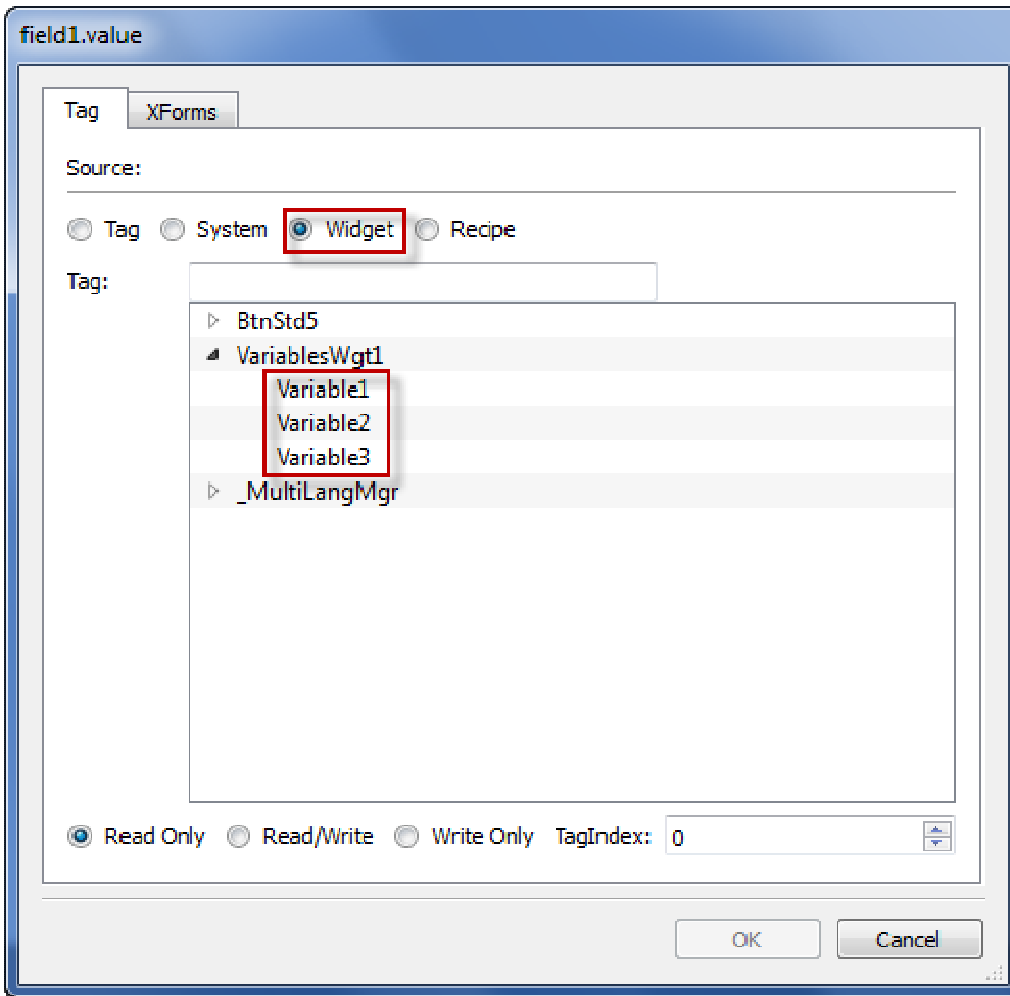 field1.value
Tag XForms
Source:
Tag System Widget Recipe
Tag:
BtnStd5
VariablesWgt1
Variable1
Variable2
Variable3
_MultiLangMgr
Read Only Read/Write Write Only TagIndex: 0
OK Cancel